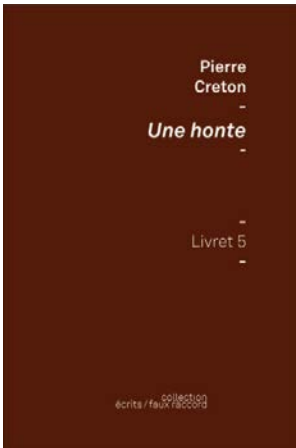 Pierre
Creton
–
Une honte
–
–
Livret 5
–
collection
écrits / faux raccord